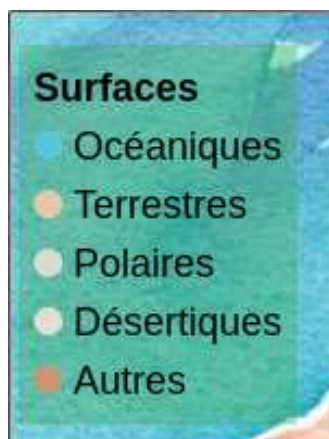 Surfaces
Océaniques
Terrestres
Polaires
Désertiques
Autres